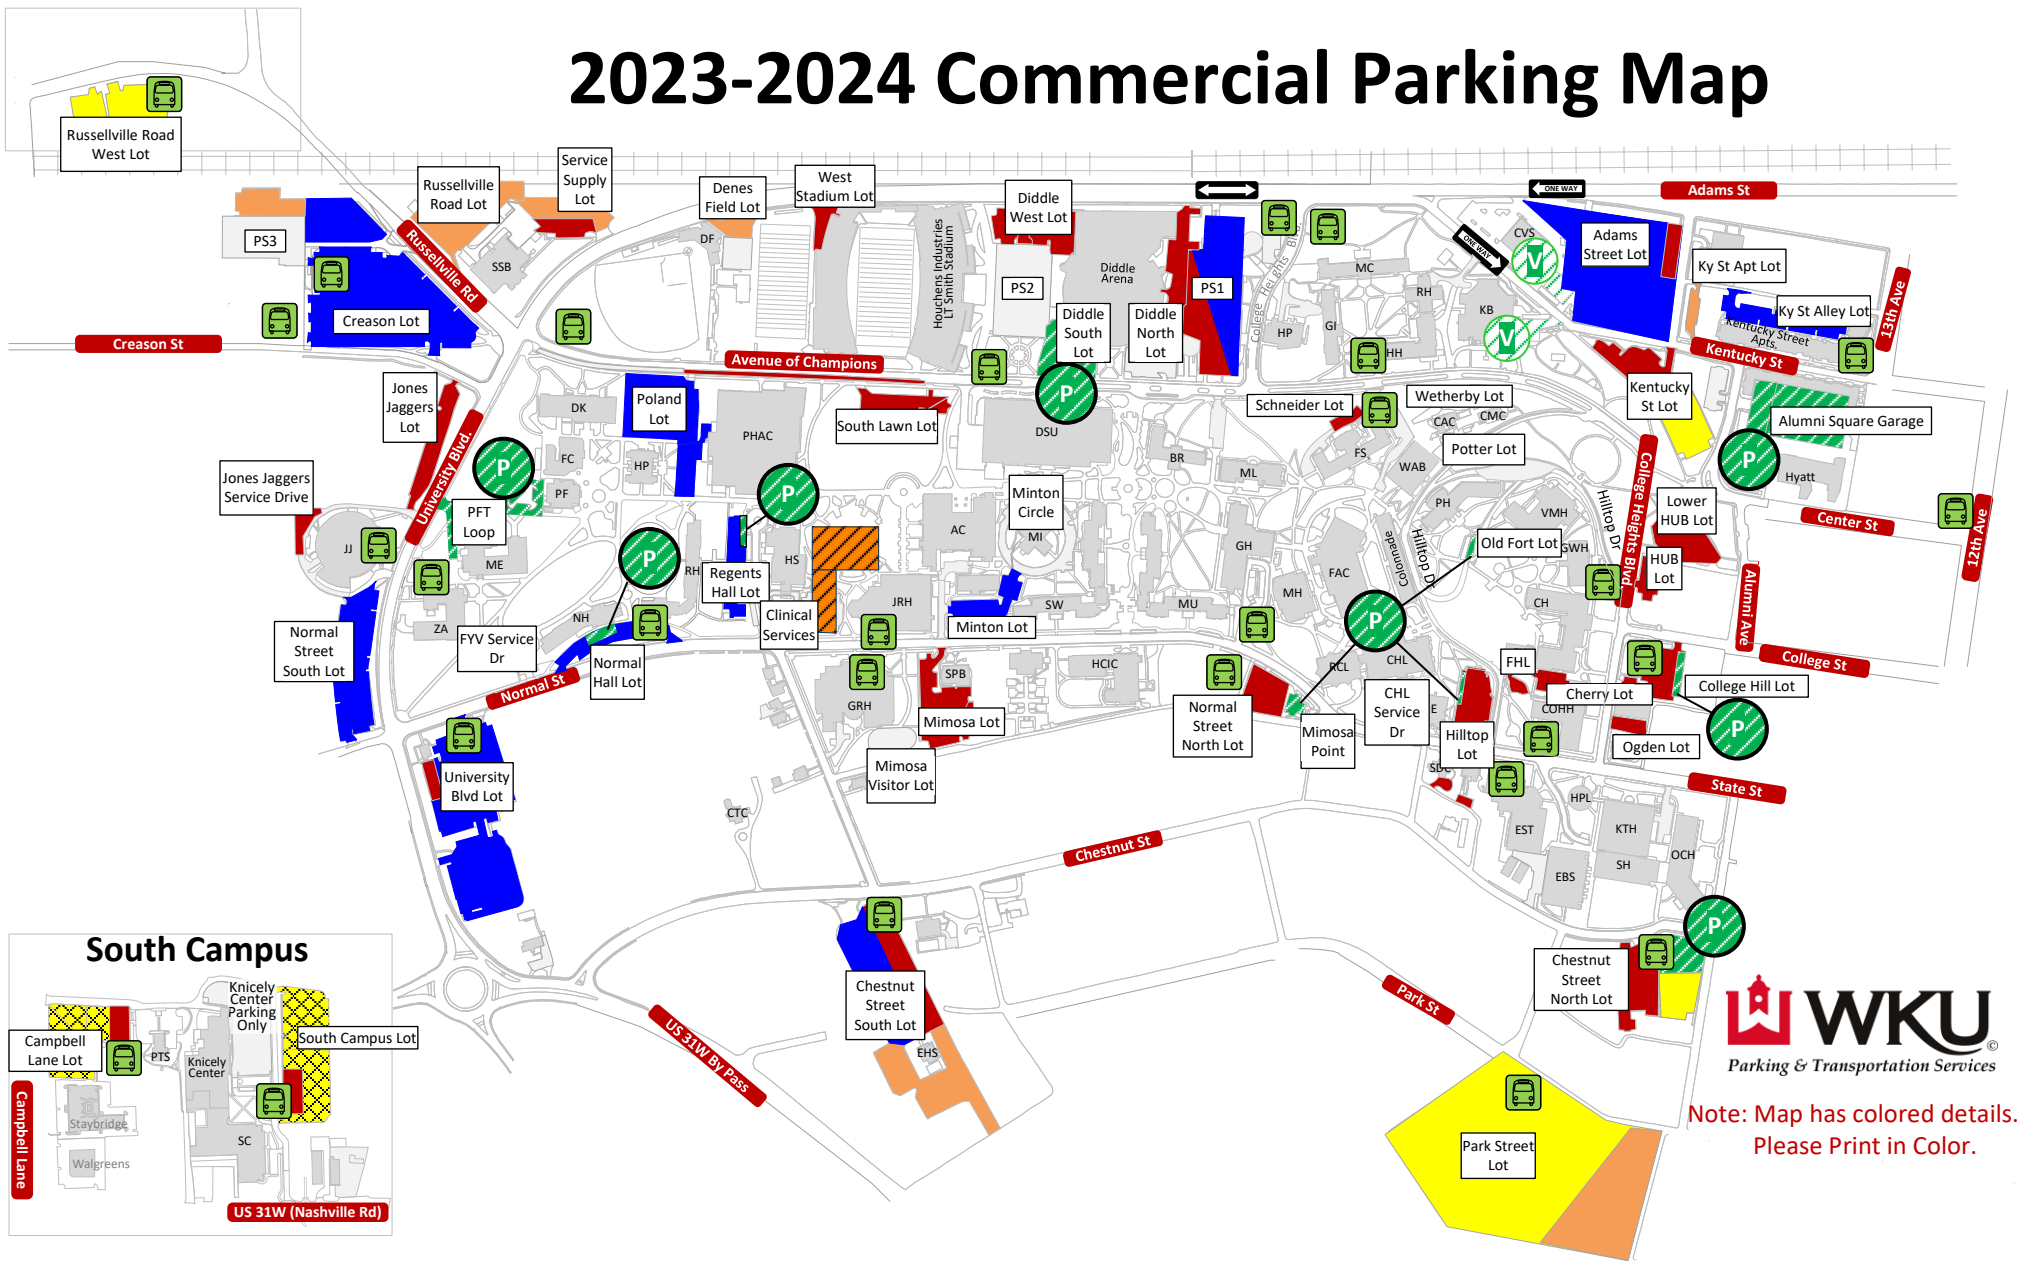 2023-2024 Commercial Parking Map
Russellville Road
West Lot
Russellville
Road Lot
Service
Supply
Lot
Denes
Field Lot
West
Stadium Lot
Diddle
West Lot
Adams St
ONE WAY
ONE WAY
PS3
Russellville Rd
SSB
DF
Houchens Industries
LT Smith Stadium
PS2
Diddle
Arena
PS1
College Heights Blvd.
MC
RH
GI
HP
HH
KB
CVS
V
V
Adams
Street Lot
Ky St Apt Lot
Ky St Alley Lot
Kentucky Street
Apts.
13th Ave
Creason Lot
Creason St
Diddle
South
Lot
Diddle
North
Lot
Avenue of Champions
Kentucky St
Jones
Jaggers
Lot
University Blvd.
DK
Poland
Lot
PHAC
South Lawn Lot
P
DSU
Schneider Lot
Wetherby Lot
CAC
CMC
Kentucky
St Lot
Alumni Square Garage
P
Hyatt
FC
HP
PF
P
P
BR
ML
FS
WAB
Potter Lot
College Heights Blvd
Jones Jaggers
Service Drive
JJ
PFT
Loop
ME
P
RH
Regents
Hall Lot
HS
Clinical
Services
AC
Minton
Circle
MI
GH
FAC
Colonnade
Hilltop Dr
PH
VMH
GWH
Hilltop Dr
Old Fort Lot
Lower
HUB Lot
HUB
Lot
Center St
12th Ave
Alumni Ave
ZA
NH
FYV Service
Dr
Normal
Street
South Lot
Normal
Hall Lot
Normal St
JRH
Minton Lot
SW
MU
MH
P
CH
RCL
CHL
FHL
Cherry Lot
College St
College Hill Lot
P
GRH
SPB
HCIC
Mimosa Lot
Mimosa
Visitor Lot
Normal
Street
North Lot
Mimosa
Point
CHL
Service
Dr
E
Hilltop
Lot
COHH
Ogden Lot
State St
SDC
University
Blvd Lot
CTC
Chestnut St
HPL
EST
KTH
SH
OCH
EBS
P
Chestnut
Street
South Lot
EHS
US 31W By Pass
Park St
Chestnut
Street
North Lot
Park Street
Lot
WKU
©
Parking & Transportation Services
Note: Map has colored details.
Please Print in Color.
South Campus
Knicely
Center
Parking
Only
Campbell
Lane Lot
PTS
Knicely
Center
South Campus Lot
Campbell Lane
Staybridge
Walgreens
SC
US 31W (Nashville Rd)